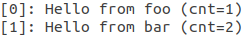 [0]: Hello from foo (cnt=1)
[1]: Hello from bar (cnt=2)